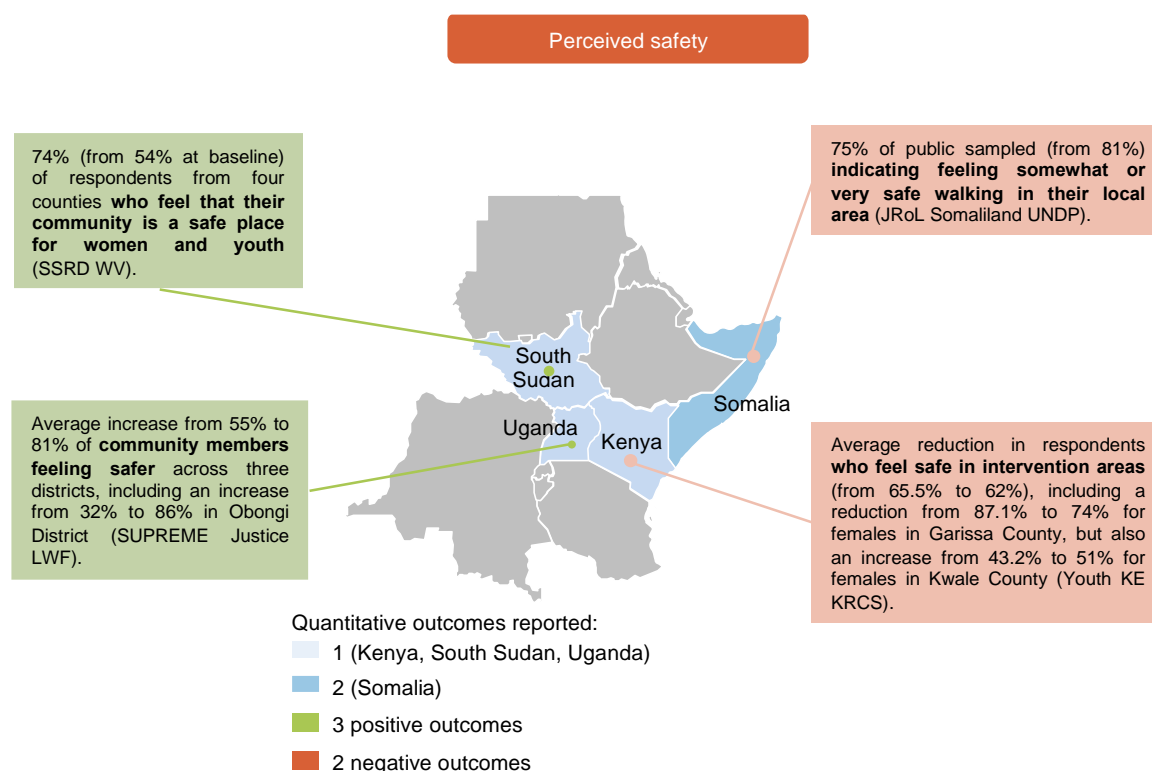 Perceived safety
74% (from 54% at baseline)
of respondents from four
counties who feel that their
community is a safe place
for women and youth
(SSRD WV).
75% of public sampled (from 81%)
indicating feeling somewhat or
very safe walking in their local
area (JRoL Somaliland UNDP).
South
Sudan
Somalia
Uganda
Kenya
Average increase from 55% to
81% of community members
feeling safer across three
districts, including an increase
from 32% to 86% in Obongi
District (SUPREME Justice
LWF).
Average reduction in respondents
who feel safe in intervention areas
(from 65.5% to 62%), including a
reduction from 87.1% to 74% for
females in Garissa County, but also
an increase from 43.2% to 51% for
females in Kwale County (Youth KE
KRCS).
Quantitative outcomes reported:
1 (Kenya, South Sudan, Uganda)
2 (Somalia)
3 positive outcomes
2 negative outcomes